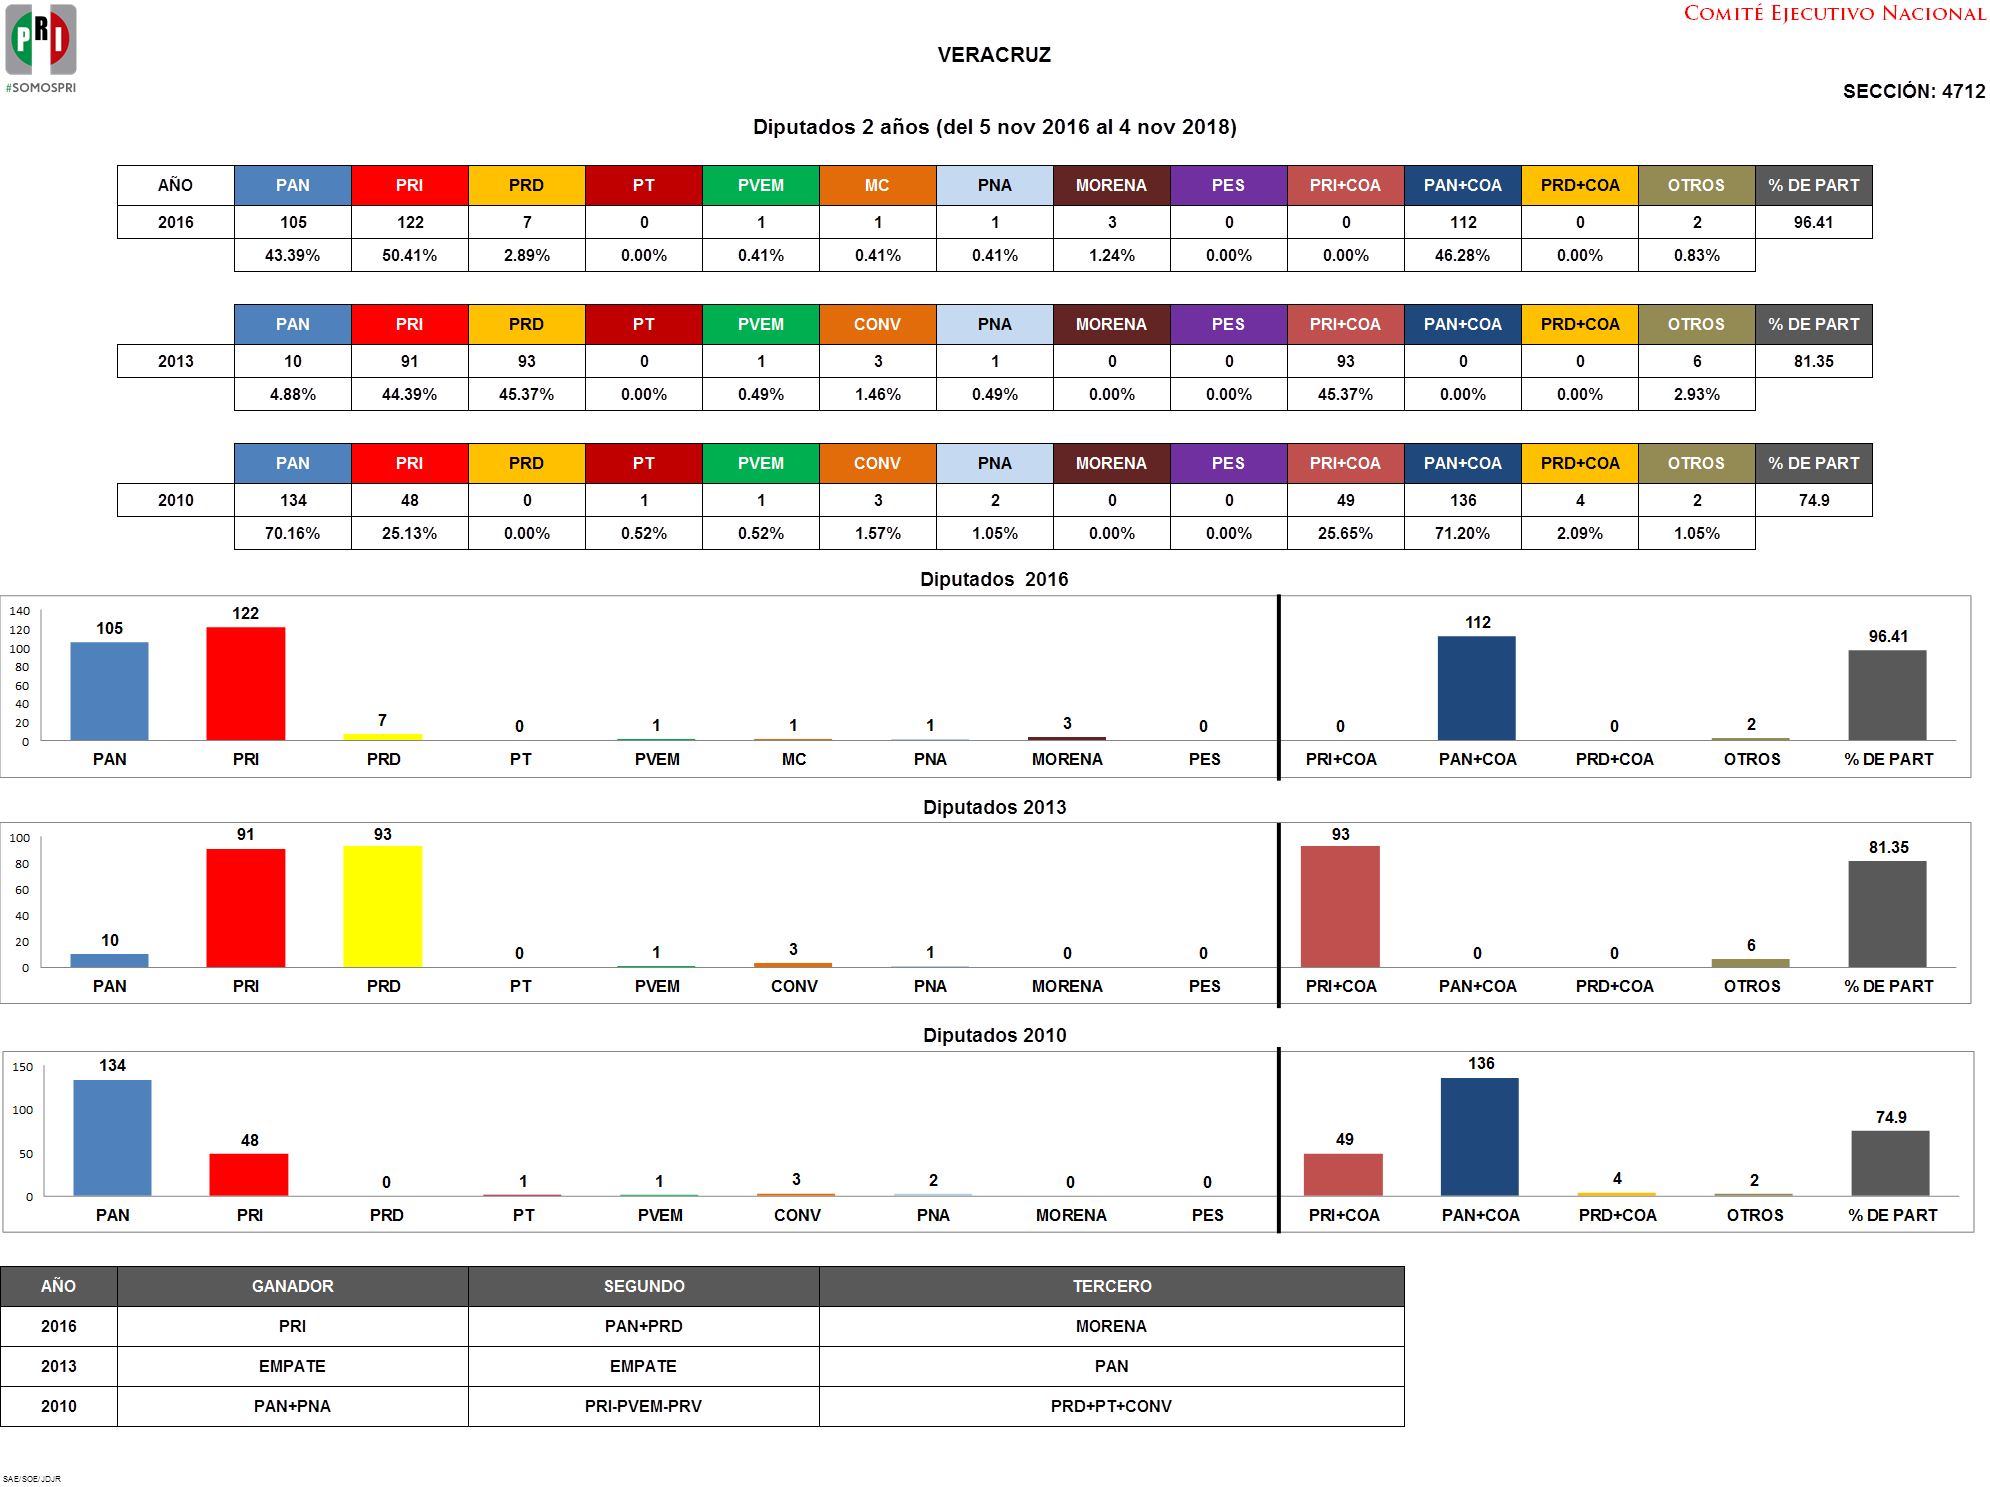 PRI
#SOMOSPRI
COMITÉ EJECUTIVO NACIONAL
VERACRUZ
SECCIÓN: 4712
Diputados 2 años (del 5 nov 2016 al 4 nov 2018)
AÑO PAN PRI PRD PT PVEM MC PNA MORENA PES PRI+COA PAN+COA PRD+COA OTROS % DE PART
2016 105 122 7 0 1 1 1 3 0 0 112 0 2 96.41
43.39% 50.41% 2.89% 0.00% 0.41% 0.41% 0.41% 1.24% 0.00% 0.00% 46.28% 0.00% 0.83%
PAN PRI PRD PT PVEM CONV PNA MORENA PES PRI+COA PAN+COA PRD+COA OTROS % DE PART
2013 10 91 93 0 1 3 1 0 0 93 0 0 6 81.35
4.88% 44.39% 45.37% 0.00% 0.49% 1.46% 0.49% 0.00% 0.00% 45.37% 0.00% 0.00% 2.93%
PAN PRI PRD PT PVEM CONV PNA MORENA PES PRI+COA PAN+COA PRD+COA OTROS % DE PART
2010 134 48 0 1 1 3 2 0 0 49 136 4 2 74.9
70.16% 25.13% 0.00% 0.52% 0.52% 1.57% 1.05% 0.00% 0.00% 25.65% 71.20% 2.09% 1.05%
Diputados 2016
140
120
100
80
60
40
20
0
105 122 7 0 1 1 1 3 0 0 112 0 2 96.41
PAN PRI PRD PT PVEM MC PNA MORENA PES PRI+COA PAN+COA PRD+COA OTROS % DE PART
Diputados 2013
100
80
60
40
20
0
10 91 93 0 1 3 1 0 0 93 0 0 6 81.35
PAN PRI PRD PT PVEM CONV PNA MORENA PES PRI+COA PAN+COA PRD+COA OTROS % DE PART
Diputados 2010
150
100
50
0
134 48 0 1 1 3 2 0 0 49 136 4 2 74.9
PAN PRI PRD PT PVEM CONV PNA MORENA PES PRI+COA PAN+COA PRD+COA OTROS % DE PART
AÑO GANADOR SEGUNDO TERCERO
2016 PRI PAN+PRD MORENA
2013 EMPATE EMPATE PAN
2010 PAN+PNA PRI-PVEM-PRV PRD+PT+CONV
SAE/SOE/JDJR